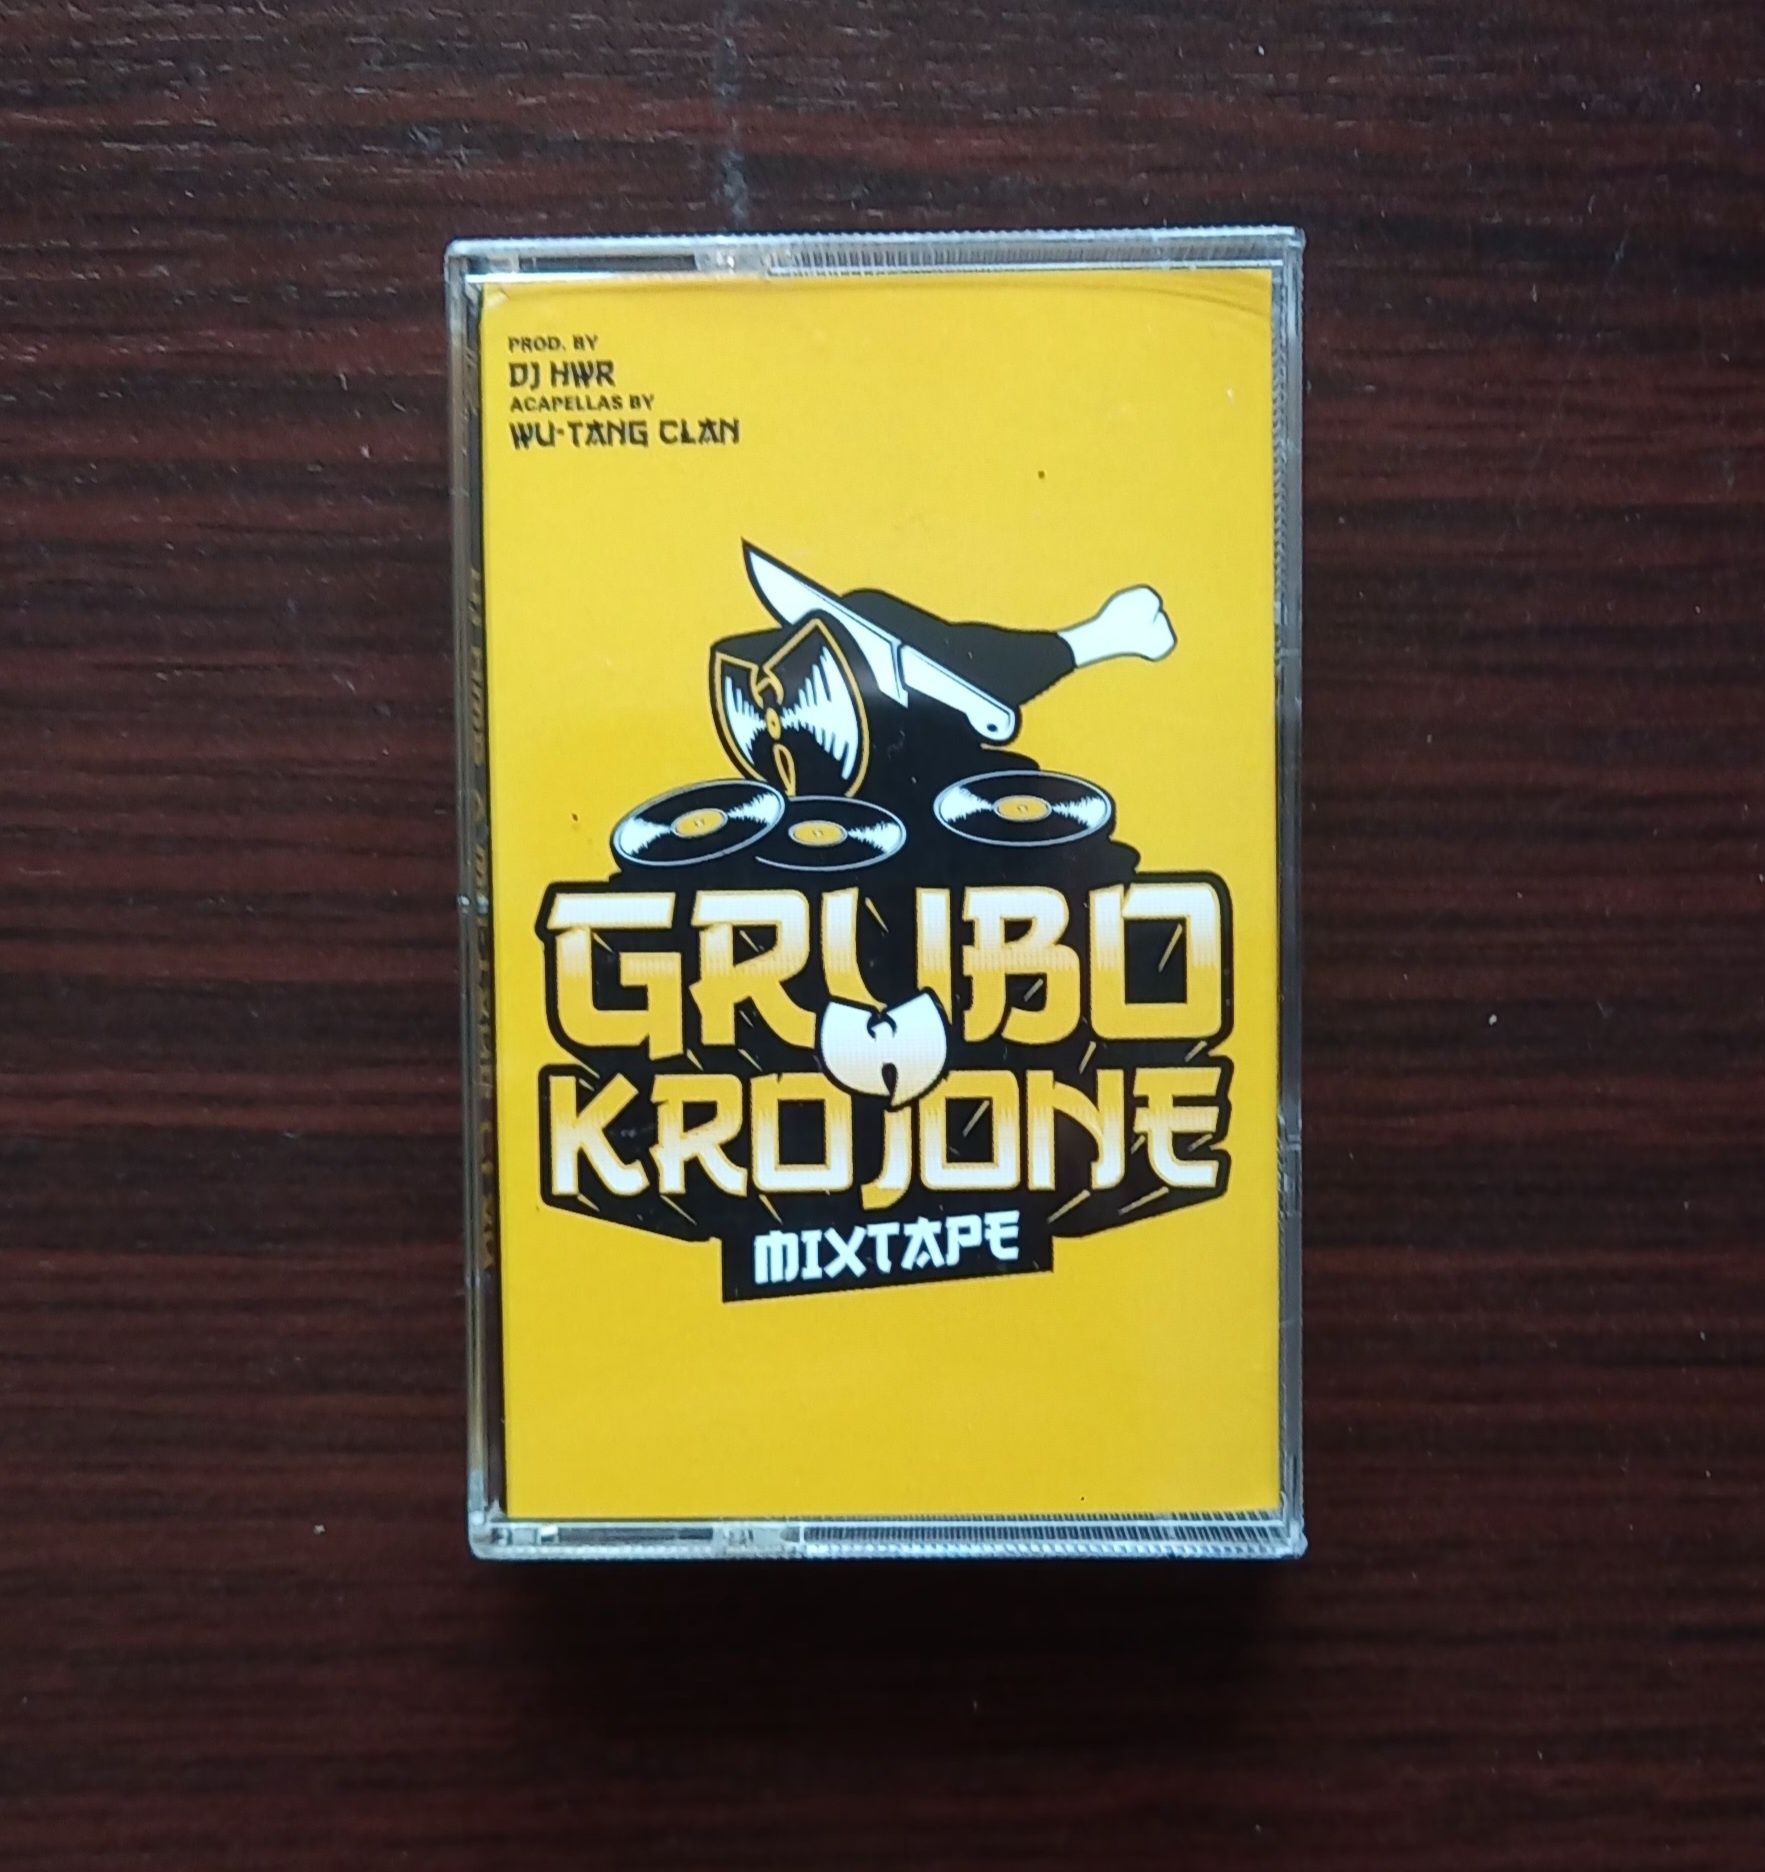 PROD. BY
DJ HWR
ACAPELLAS BY
WU-TANG CLAN
GRUBO
KROJONE
MIXTAPE